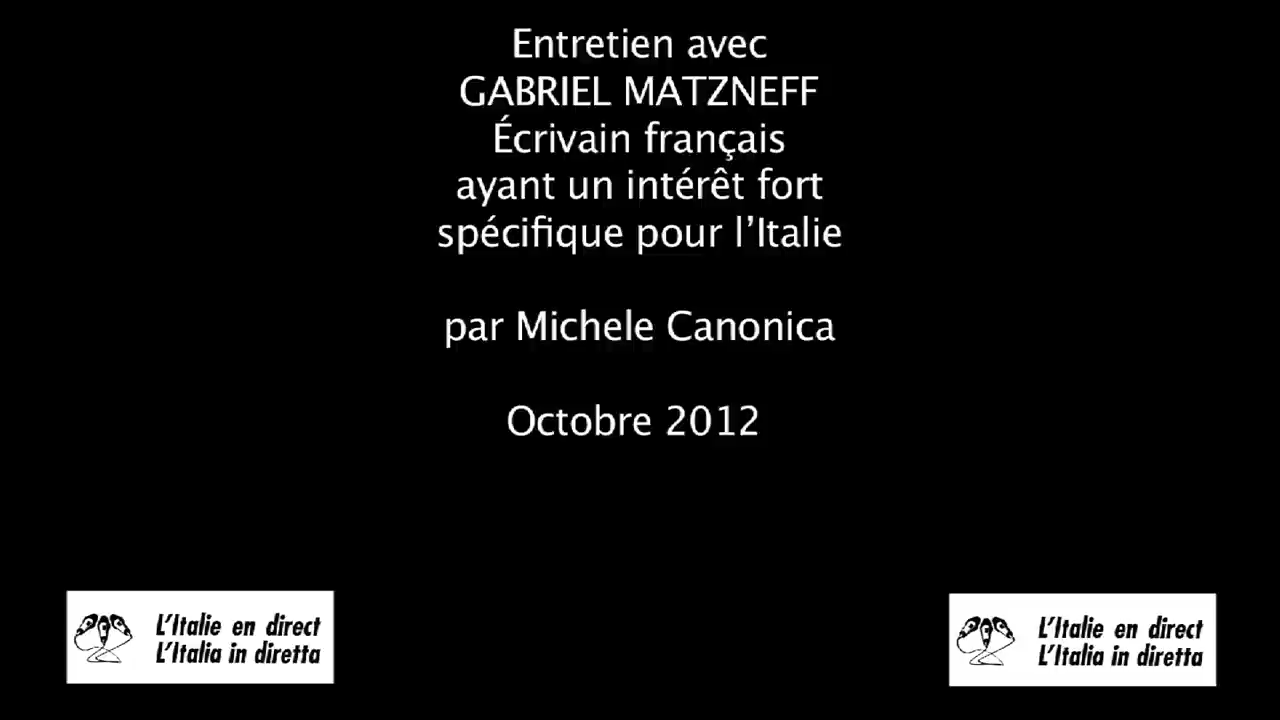 Entretien avec
GABRIEL MATZNEFF
Écrivain français
ayant un intérêt fort
spécifique pour l’Italie
par Michele Canonica
Octobre 2012
L’Italie en direct
L’Italia in diretta
L’Italie en direct
L’Italia in diretta